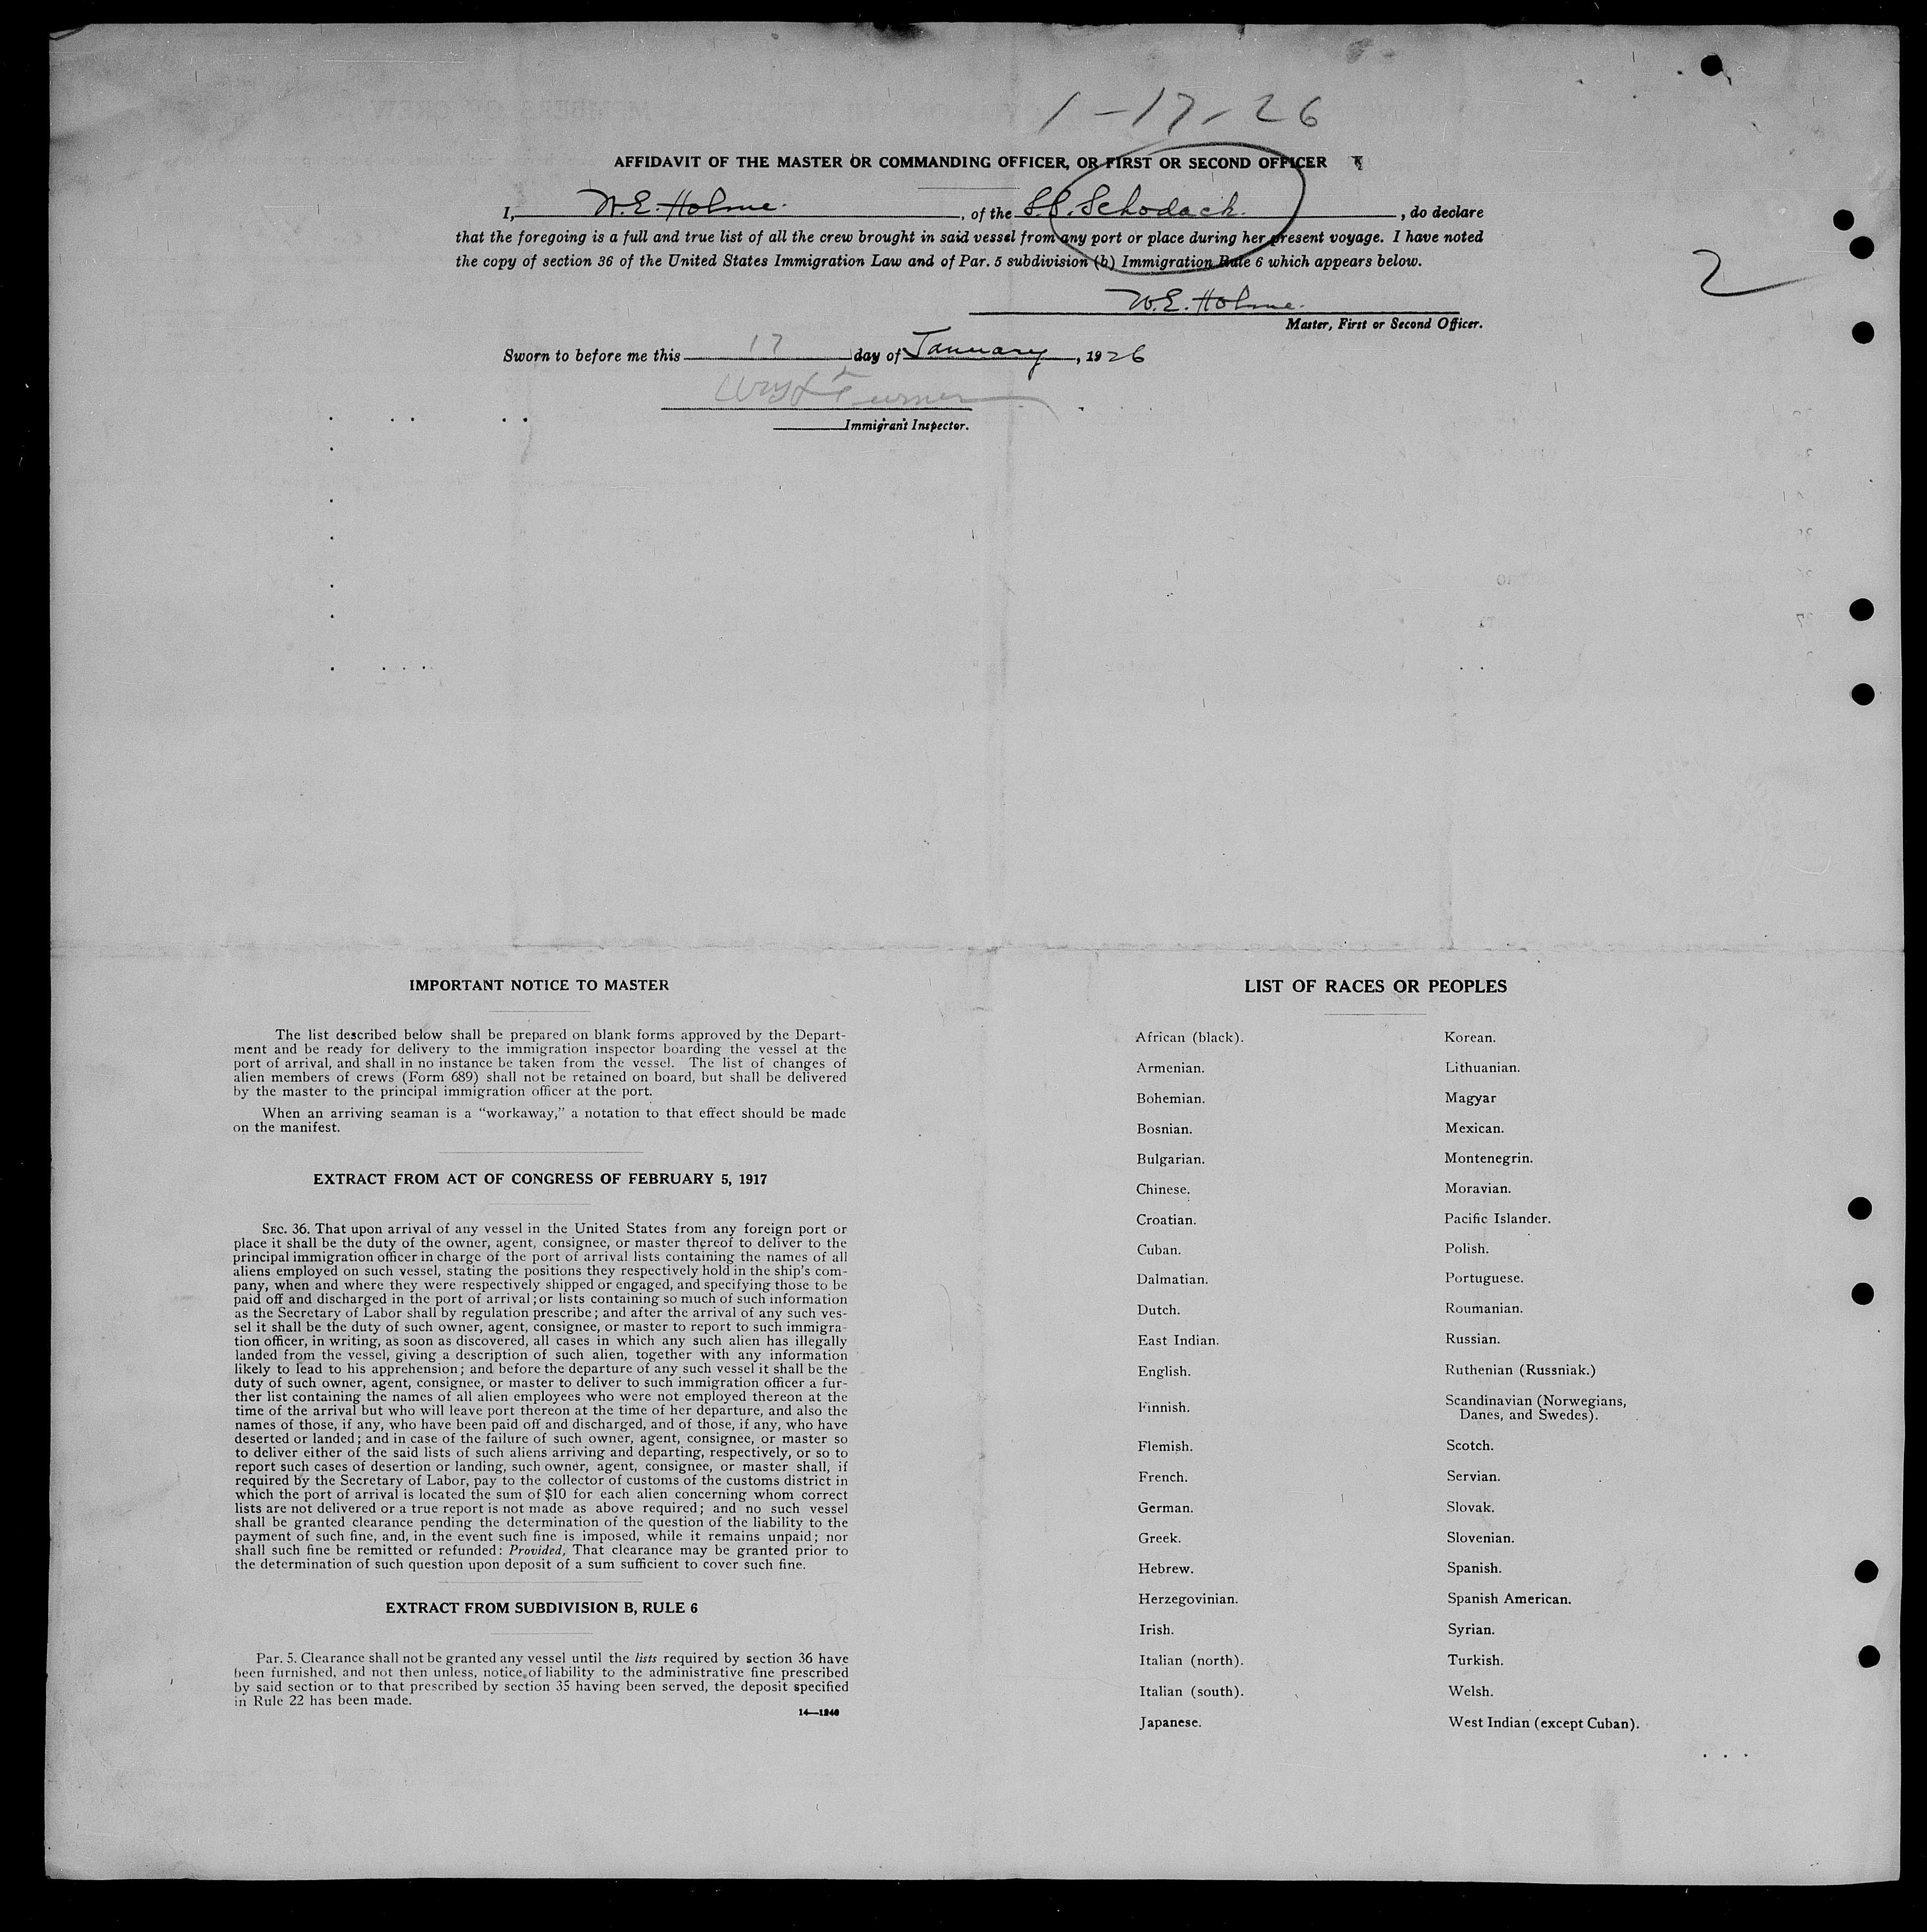 1-17-26
AFFIDAVIT OF THE MASTER OR COMMANDING OFFICER, OR FIRST OR SECOND OFFICER
I, W.E. Holme. , of the S.S. Schodack. , do declare
that the foregoing is a full and true list of all the crew brought in said vessel from any port or place during her present voyage. I have noted
the copy of section 36 of the United States Immigration Law and of Par. 5 subdivision (b) Immigration Rule 6 which appears below.
2
W.E. Holme.
Master, First or Second Officer.
Sworn to before me this 17 day of January, 1926
Turner
Immigrant Inspector.
IMPORTANT NOTICE TO MASTER
The list described below shall be prepared on blank forms approved by the Depart-
ment and be ready for delivery to the immigration inspector boarding the vessel at the
port of arrival, and shall in no instance be taken from the vessel. The list of changes of
alien members of crews (Form 689) shall not be retained on board, but shall be delivered
by the master to the principal immigration officer at the port.
When an arriving seaman is a “workaway,” a notation to that effect should be made
on the manifest.
EXTRACT FROM ACT OF CONGRESS OF FEBRUARY 5, 1917
SEC. 36. That upon arrival of any vessel in the United States from any foreign port or
place it shall be the duty of the owner, agent, consignee, or master thereof to deliver to the
principal immigration officer in charge of the port of arrival lists containing the names of all
aliens employed on such vessel, stating the positions they respectively hold in the ship's com-
pany, when and where they were respectively shipped or engaged, and specifying those to be
paid off and discharged in the port of arrival; or lists containing so much of such information
as the Secretary of Labor shall by regulation prescribe; and after the arrival of any such ves-
sel it shall be the duty of such owner, agent, consignee, or master to report to such immigra-
tion officer, in writing, as soon as discovered, all cases in which any such alien has illegally
landed from the vessel, giving a description of such alien, together with any information
likely to lead to his apprehension; and before the departure of any such vessel it shall be the
duty of such owner, agent, consignee, or master to deliver to such immigration officer a fur-
ther list containing the names of all alien employees who were not employed thereon at the
time of the arrival but who will leave port thereon at the time of her departure, and also the
names of those, if any, who have been paid off and discharged, and of those, if any, who have
deserted or landed; and in case of the failure of such owner, agent, consignee, or master so
to deliver either of the said lists of such aliens arriving and departing, respectively, or so to
report such cases of desertion or landing, such owner, agent, consignee, or master shall, if
required by the Secretary of Labor, pay to the collector of customs of the customs district in
which the port of arrival is located the sum of $10 for each alien concerning whom correct
lists are not delivered or a true report is not made as above required; and no such vessel
shall be granted clearance pending the determination of the question of the liability to the
payment of such fine, and, in the event such fine is imposed, while it remains unpaid; nor
shall such fine be remitted or refunded: Provided, That clearance may be granted prior to
the determination of such question upon deposit of a sum sufficient to cover such fine.
EXTRACT FROM SUBDIVISION B, RULE 6
Par. 5. Clearance shall not be granted any vessel until the lists required by section 36 have
been furnished, and not then unless, notice of liability to the administrative fine prescribed
by said section or to that prescribed by section 35 having been served, the deposit specified
in Rule 22 has been made.
14—1240
LIST OF RACES OR PEOPLES
African (black).
Armenian.
Bohemian.
Bosnian.
Bulgarian.
Chinese.
Croatian.
Cuban.
Dalmatian.
Dutch.
East Indian.
English.
Finnish.
Flemish.
French.
German.
Greek.
Hebrew.
Herzegovinian.
Irish.
Italian (north).
Italian (south).
Japanese.
Korean.
Lithuanian.
Magyar
Mexican.
Montenegrin.
Moravian.
Pacific Islander.
Polish.
Portuguese.
Roumanian.
Russian.
Ruthenian (Russniak.)
Scandinavian (Norwegians,
Danes, and Swedes).
Scotch.
Servian.
Slovak.
Slovenian.
Spanish.
Spanish American.
Syrian.
Turkish.
Welsh.
West Indian (except Cuban).